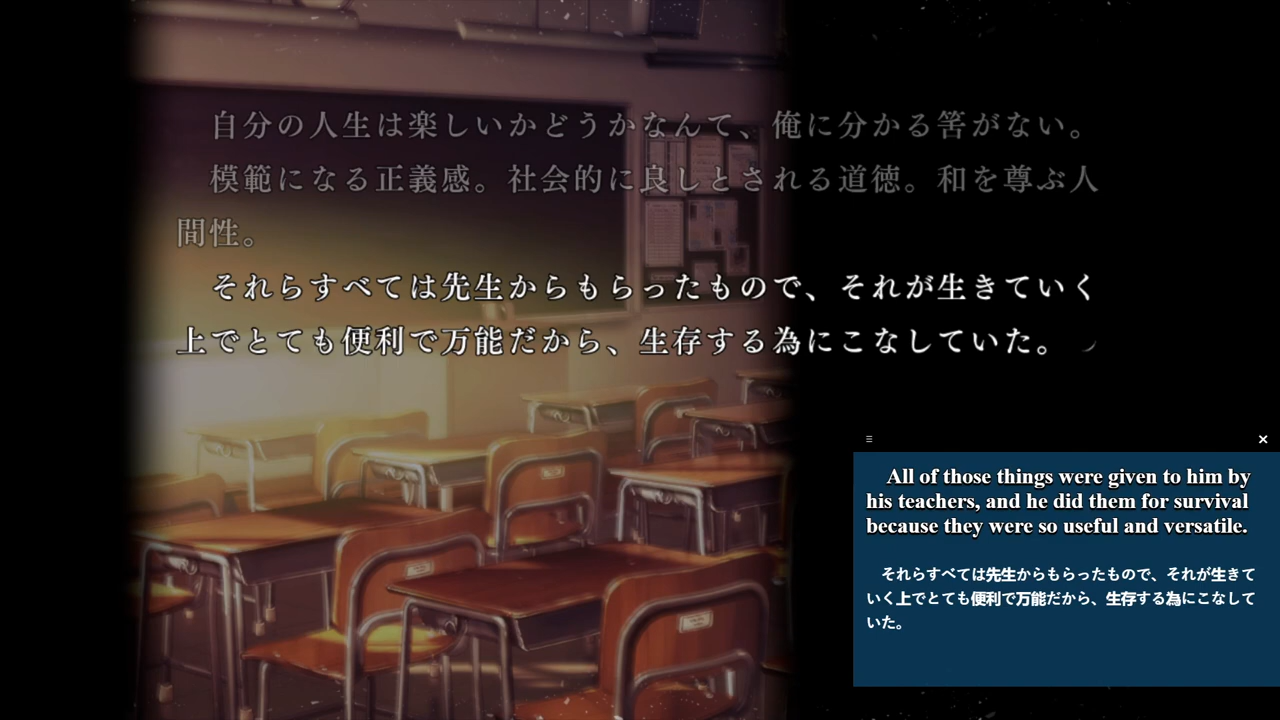 自分の人生は楽しいかどうかなんて、俺に分かる筈がない。
模範になる正義感。社会的に良しとされる道徳。和を尊ぶ人
間性。
それらすべては先生からもらったもので、それが生きていく
上でとても便利で万能だから、生存する為にこなしていた。
All of those things were given to him by
his teachers, and he did them for survival
because they were so useful and versatile.
それらすべては先生からもらったもので、それが生きて
いく上でとても便利で万能だから、生存する為にこなして
いた。